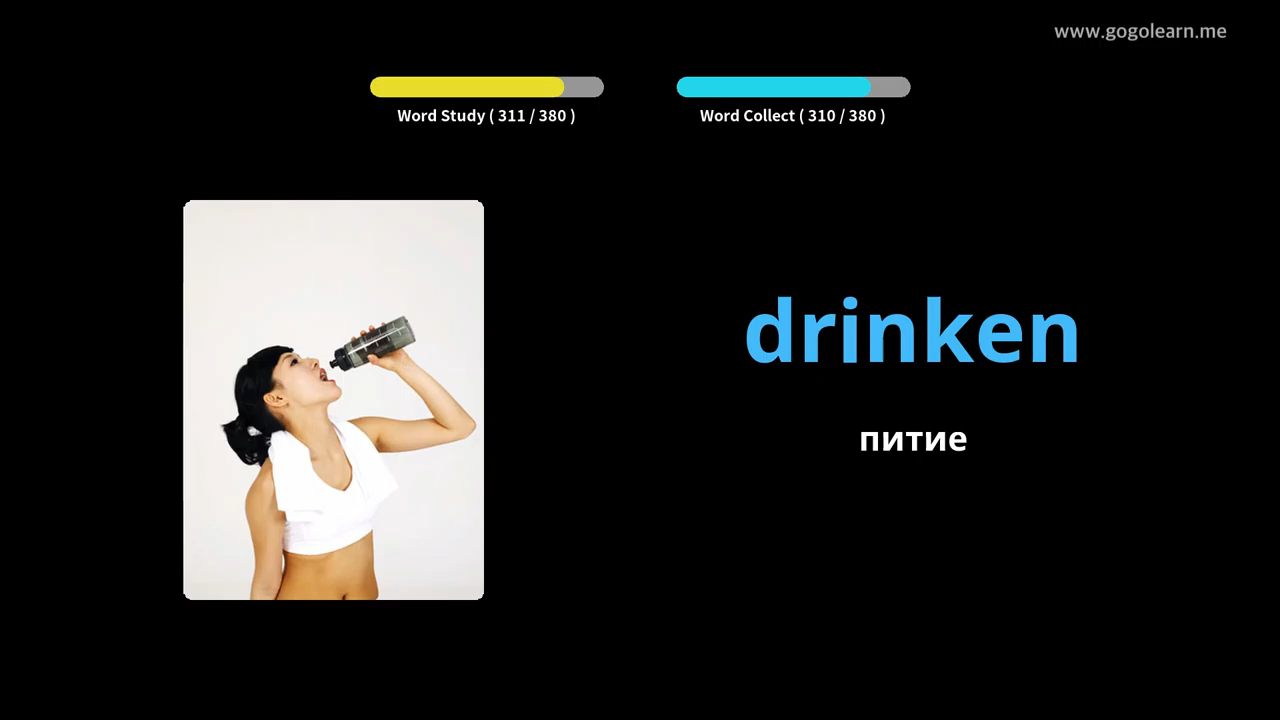 www.gogolearn.me
Word Study ( 311 / 380 )
Word Collect ( 310 / 380 )
drinken
питие